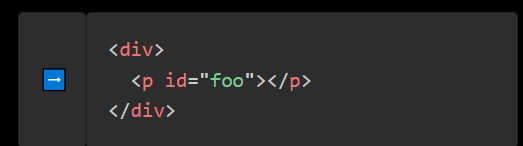 →
<div>
  <p id="foo"></p>
</div>